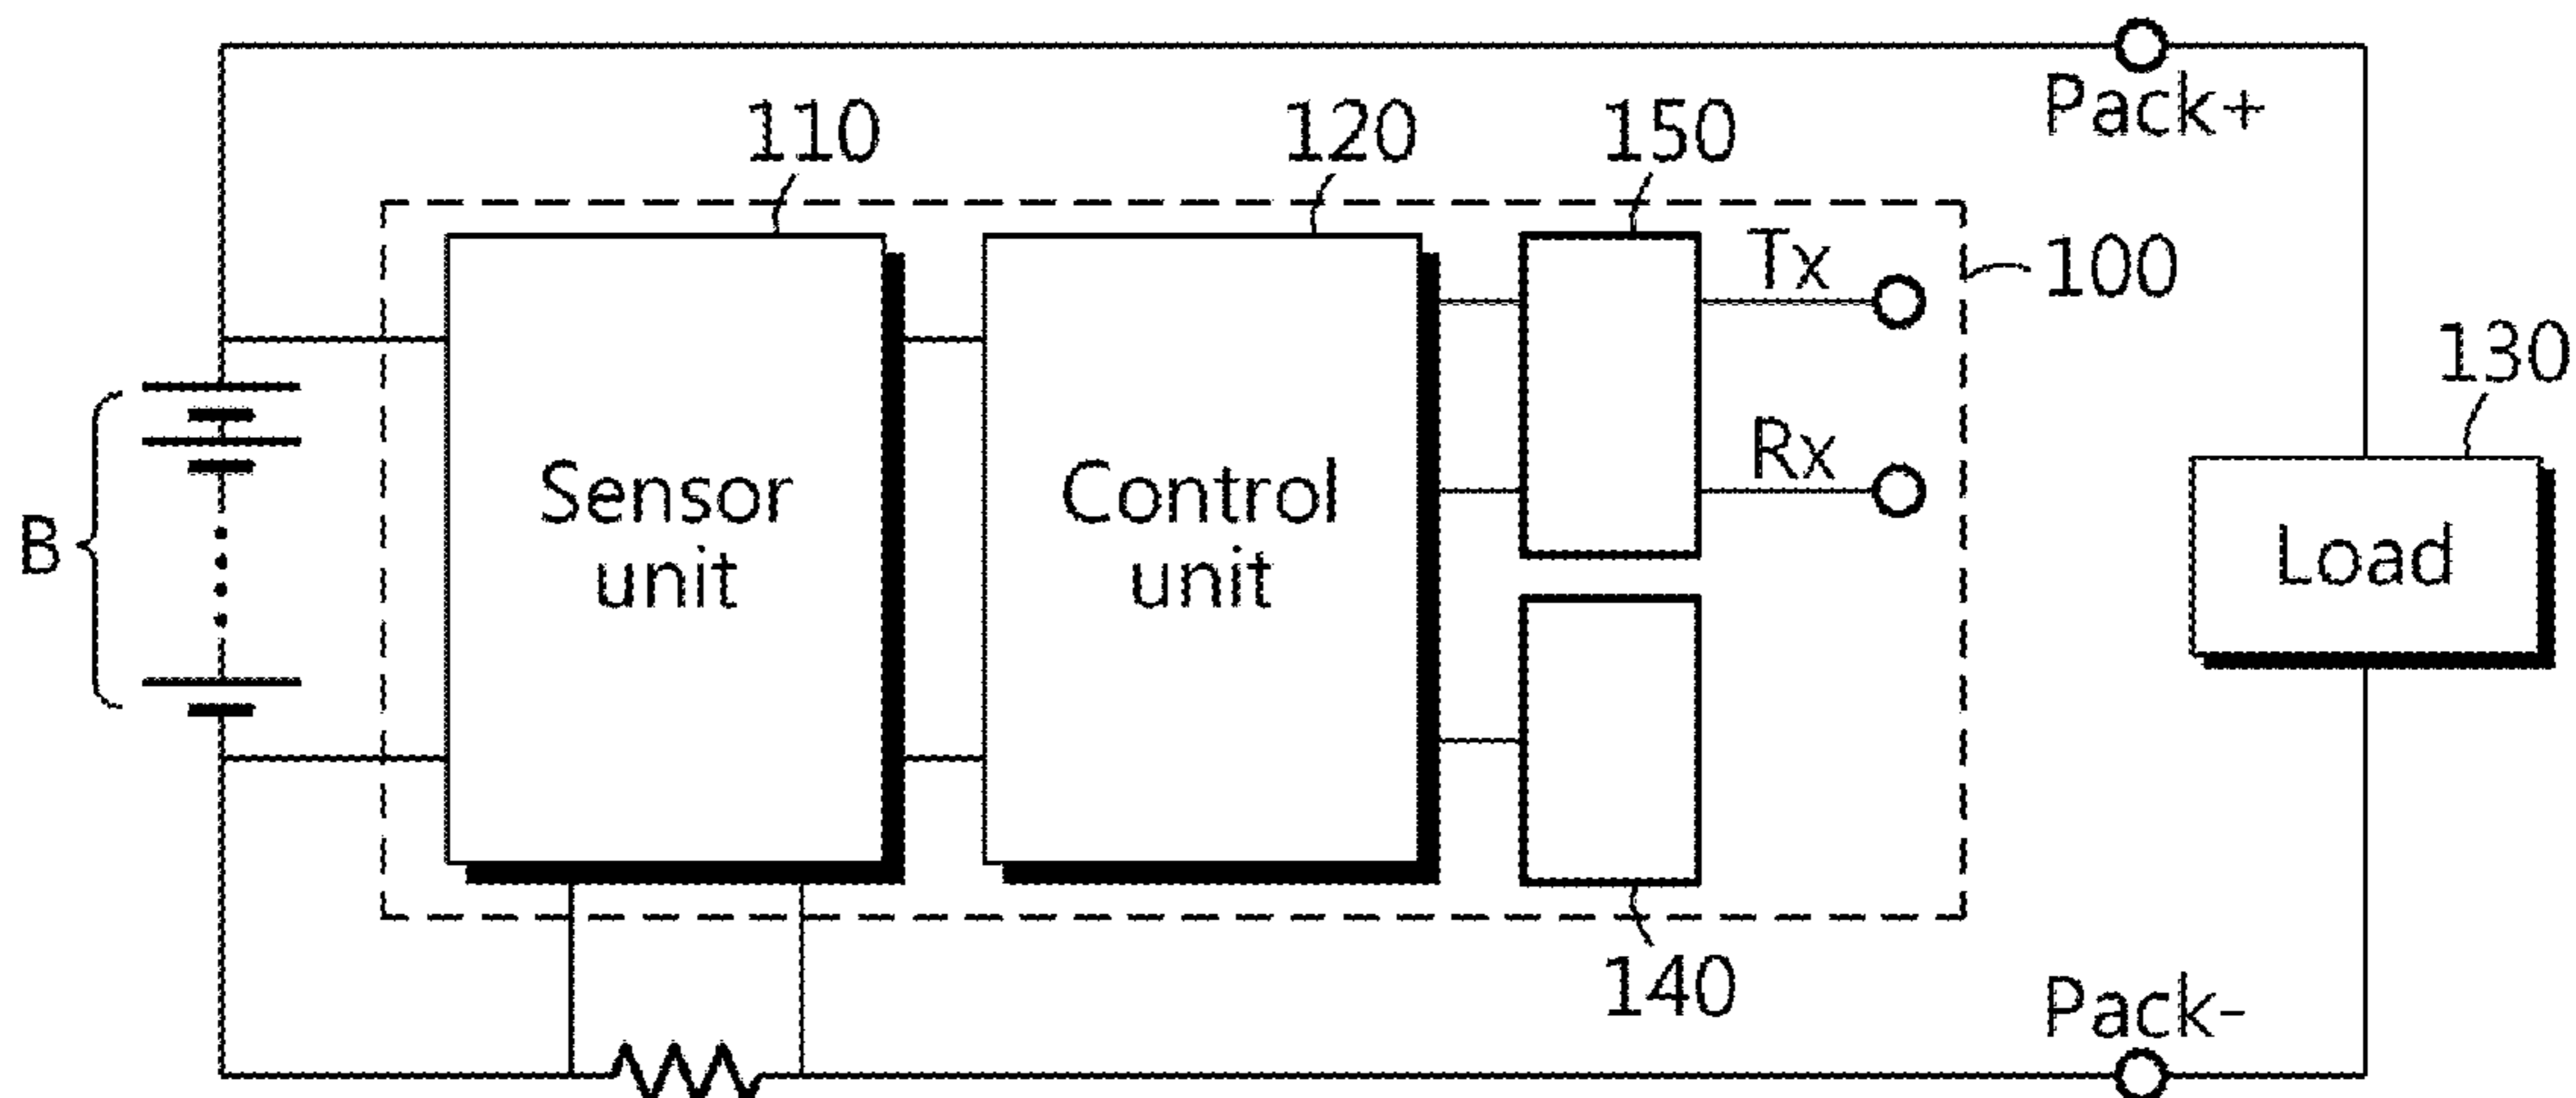 Pack+
110
120
150
Tx
100
130
Rx
B
Sensor
unit
Control
unit
Load
140
Pack-